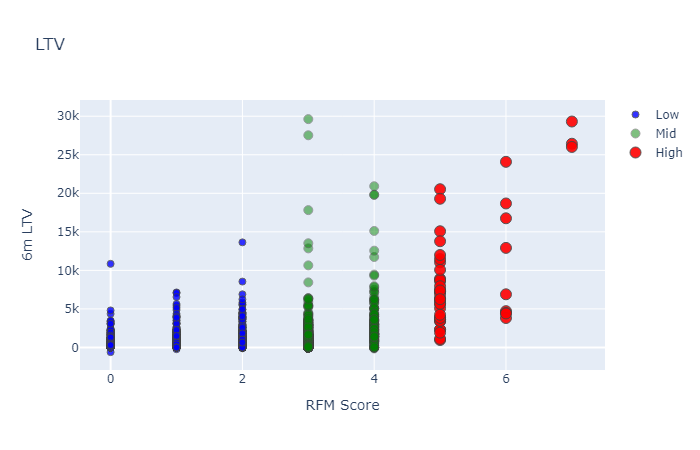 LTV
30k
25k
20k
15k
10k
5k
0
0 2 4 6
6m LTV
RFM Score
Low
Mid
High